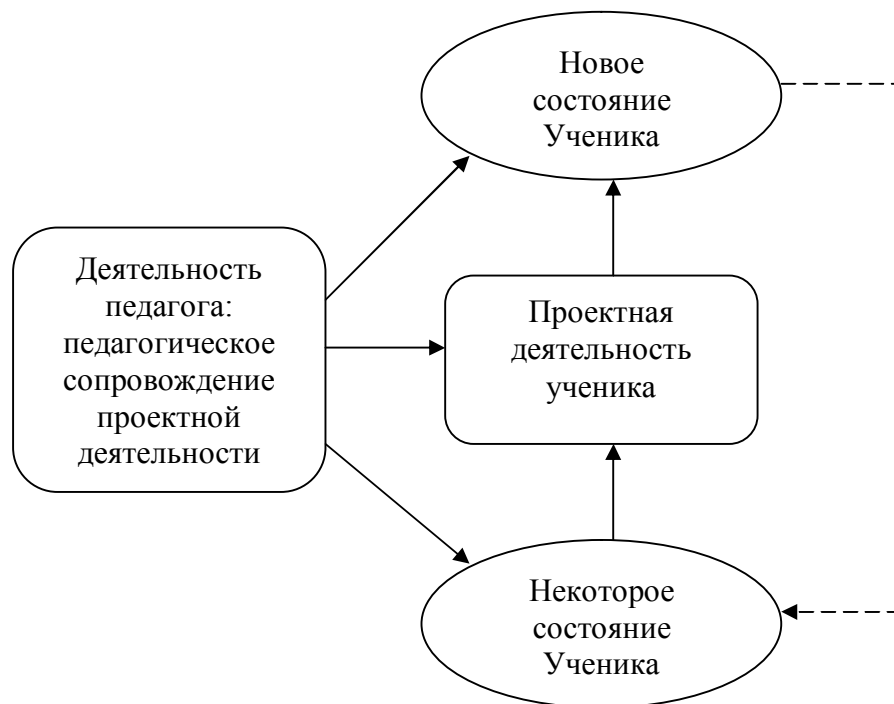 Новое
состояние
Ученика
Деятельность
педагога:
педагогическое
сопровождение
проектной
деятельности
Проектная
деятельность
ученика
Некоторое
состояние
Ученика